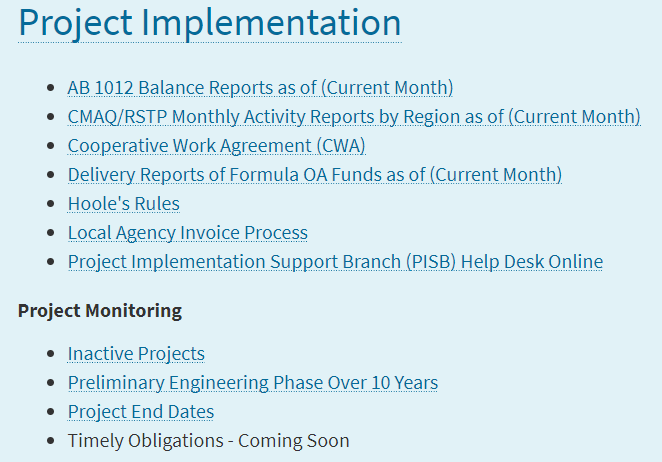 Project Implementation
AB 1012 Balance Reports as of (Current Month)
CMAQ/RSTP Monthly Activity Reports by Region as of (Current Month)
Cooperative Work Agreement (CWA)
Delivery Reports of Formula OA Funds as of (Current Month)
Hoole's Rules
Local Agency Invoice Process
Project Implementation Support Branch (PISB) Help Desk Online
Project Monitoring
Inactive Projects
Preliminary Engineering Phase Over 10 Years
Project End Dates
Timely Obligations - Coming Soon